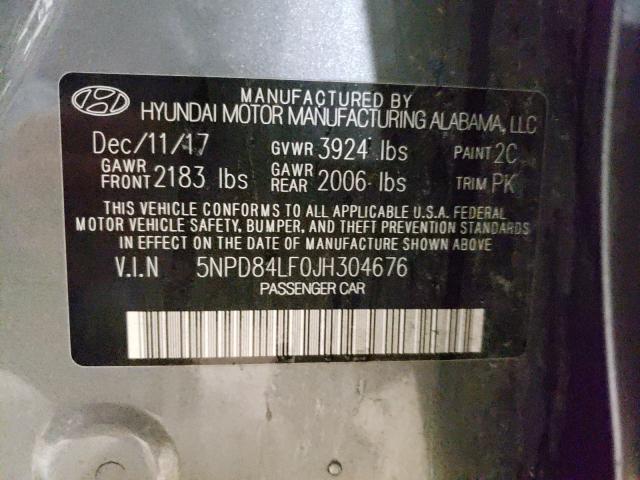 MANUFACTURED BY
HYUNDAI MOTOR MANUFACTURING ALABAMA, LLC
Dec/11/17 GVWR 3924 lbs PAINT 2C
GAWR FRONT 2183 lbs GAWR REAR 2006 lbs TRIM PK
THIS VEHICLE CONFORMS TO ALL APPLICABLE U.S.A. FEDERAL
MOTOR VEHICLE SAFETY, BUMPER, AND THEFT PREVENTION STANDARDS
IN EFFECT ON THE DATE OF MANUFACTURE SHOWN ABOVE
V.I.N 5NPD84LF0JH304676
PASSENGER CAR